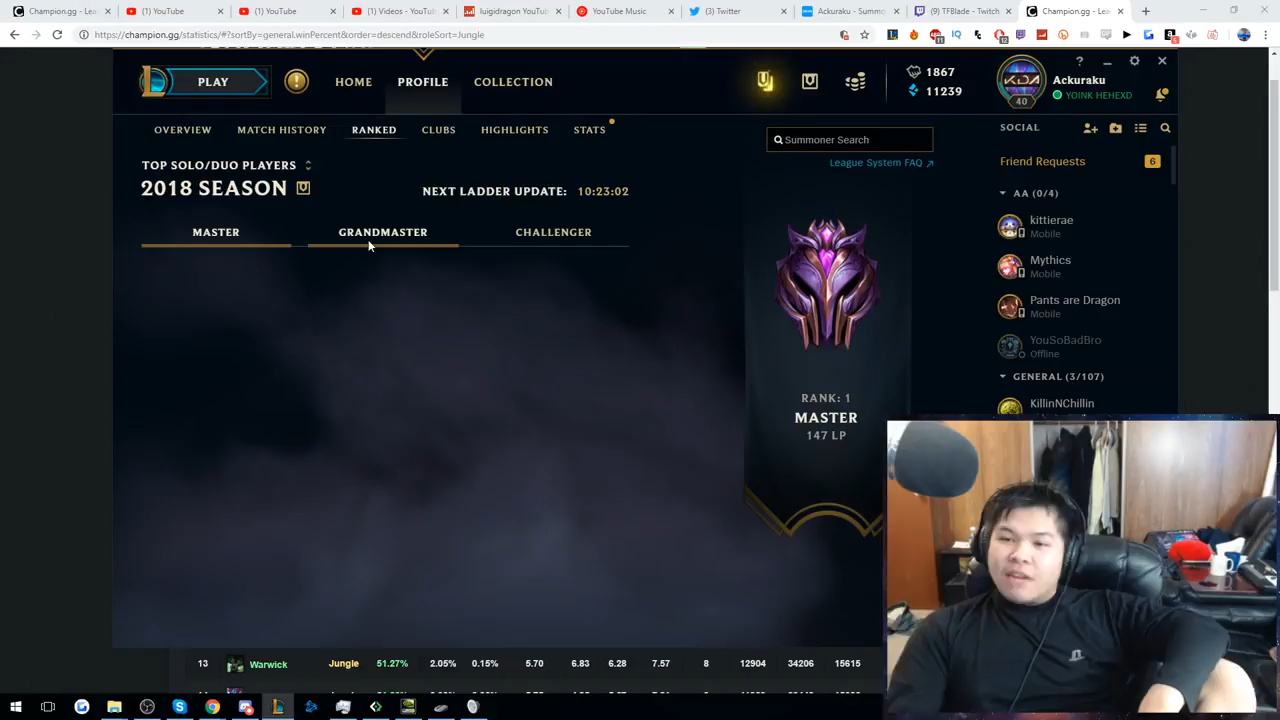 Champion.gg - Lea
(1) YouTube
(1) YouTube
(1) Videos - YouTu
luigidragon YouTub
YouTube Music
(3) Twitter
Ackuraku - Summo
(9) TFBlade - Twitch
Champion.gg - Lea
https://champion.gg/statistics/#?sortBy=general.winPercent&order=descend&roleSort=Jungle
PLAY
HOME
PROFILE
COLLECTION
1867
11239
40
Ackuraku
YOINK HEHEXD
OVERVIEW
MATCH HISTORY
RANKED
CLUBS
HIGHLIGHTS
STATS
Summoner Search
League System FAQ
SOCIAL
Friend Requests
6
TOP SOLO/DUO PLAYERS
2018 SEASON
NEXT LADDER UPDATE: 10:23:02
MASTER
GRANDMASTER
CHALLENGER
RANK: 1
MASTER
147 LP
AA (0/4)
kittierae
Mobile
Mythics
Mobile
Pants are Dragon
Mobile
YouSoBadBro
Offline
GENERAL (3/107)
KillinNChillin
13 Warwick Jungle 51.27% 2.05% 0.15% 5.70 6.83 6.28 7.57 8 12904 34206 15615